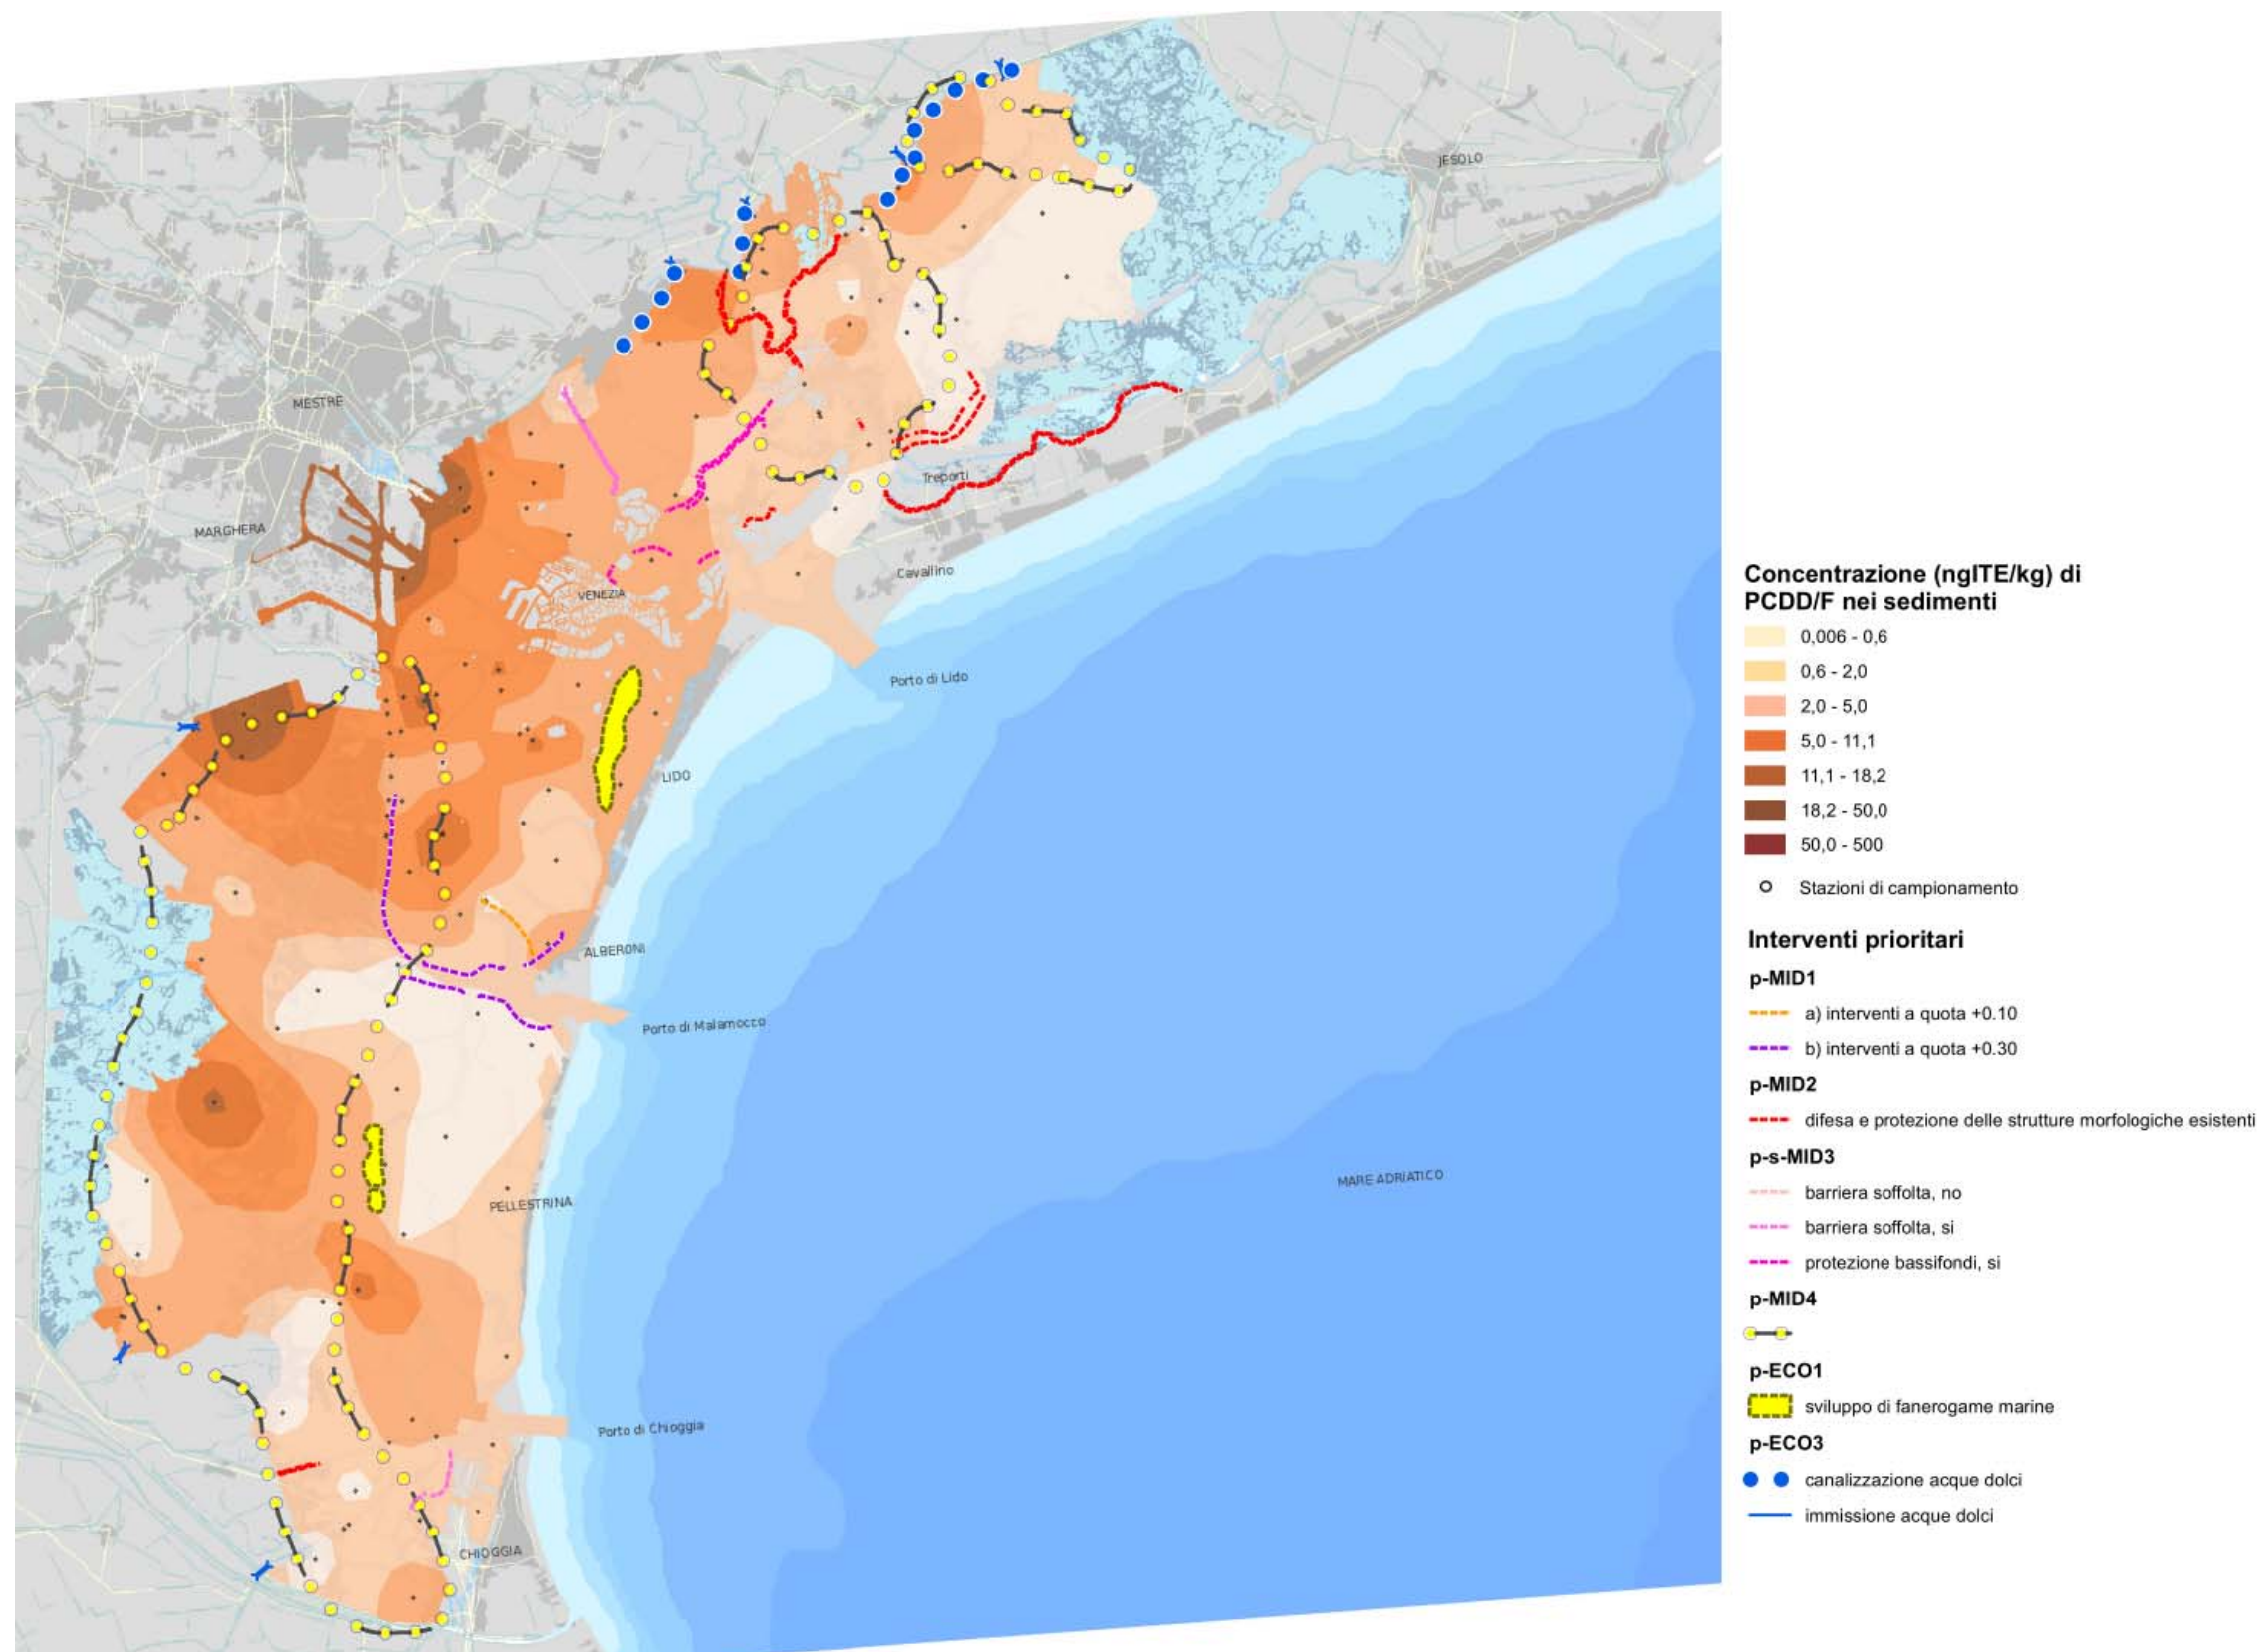 JESOLO
MESTRE
Treporti
MARGHERA
Cavallino
VENEZIA
Porto di Lido
LIDO
ALBERONI
Porto di Malamocco
PELLESTRINA
MARE ADRIATICO
Porto di Chioggia
CHIOGGIA
Concentrazione (ngITE/kg) di
PCDD/F nei sedimenti
0,006 - 0,6
0,6 - 2,0
2,0 - 5,0
5,0 - 11,1
11,1 - 18,2
18,2 - 50,0
50,0 - 500
Stazioni di campionamento
Interventi prioritari
p-MID1
a) interventi a quota +0.10
b) interventi a quota +0.30
p-MID2
difesa e protezione delle strutture morfologiche esistenti
p-s-MID3
barriera soffolta, no
barriera soffolta, si
protezione bassifondi, si
p-MID4
p-ECO1
sviluppo di fanerogame marine
p-ECO3
canalizzazione acque dolci
immissione acque dolci